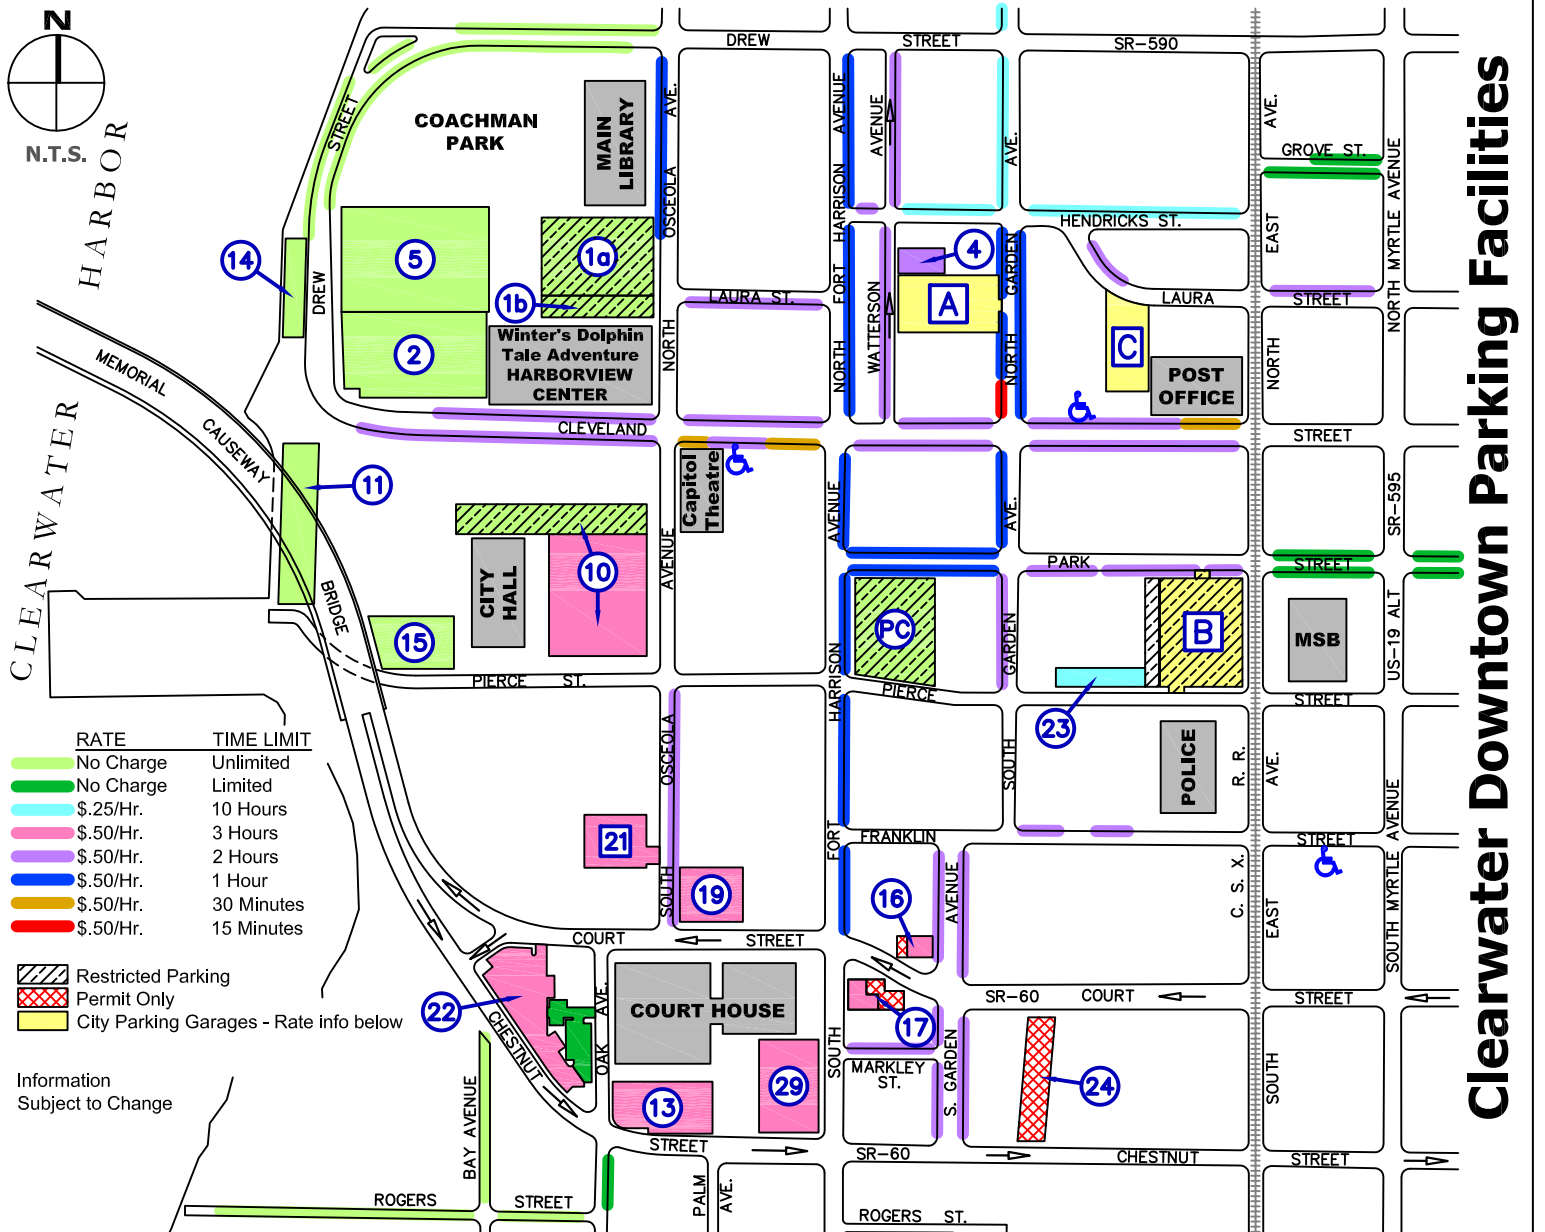 N
N.T.S.
CLEARWATER HARBOR
Clearwater Downtown Parking Facilities
DREW
STREET
SR-590
STREET
DREW
COACHMAN
PARK
MAIN
LIBRARY
OSCEOLA
AVE.
NORTH
FORT HARRISON AVENUE
NORTH
AVENUE
WATTERSON
AVE.
GARDEN
NORTH
HENDRICKS ST.
GROVE ST.
AVE.
EAST
NORTH
NORTH MYRTLE AVENUE
14
5
1a
1b
2
4
A
C
LAURA ST.
LAURA
STREET
Winter's Dolphin
Tale Adventure
HARBORVIEW
CENTER
POST
OFFICE
MEMORIAL
CAUSEWAY
BRIDGE
CLEVELAND
STREET
11
Capitol
Theatre
AVENUE
AVENUE
AVE.
SR-595
10
CITY
HALL
15
PARK
STREET
PC
B
MSB
US-19 ALT
GARDEN
HARRISON
PIERCE
ST.
PIERCE
STREET
23
POLICE
OSCEOLA
SOUTH
SOUTH
FORT
R. R.
C. S. X.
AVE.
EAST
SOUTH
SOUTH MYRTLE AVENUE
RATE
TIME LIMIT
No Charge Unlimited
No Charge Limited
$.25/Hr. 10 Hours
$.50/Hr. 3 Hours
$.50/Hr. 2 Hours
$.50/Hr. 1 Hour
$.50/Hr. 30 Minutes
$.50/Hr. 15 Minutes
Restricted Parking
Permit Only
City Parking Garages - Rate info below
Information
Subject to Change
21
19
FRANKLIN
STREET
16
AVENUE
S. GARDEN
COURT
STREET
22
CHESTNUT
OAK AVE.
COURT HOUSE
SOUTH
17
SR-60
COURT
STREET
MARKLEY
ST.
29
13
24
BAY AVENUE
STREET
SR-60
CHESTNUT
STREET
ROGERS
STREET
PALM
AVE.
ROGERS ST.